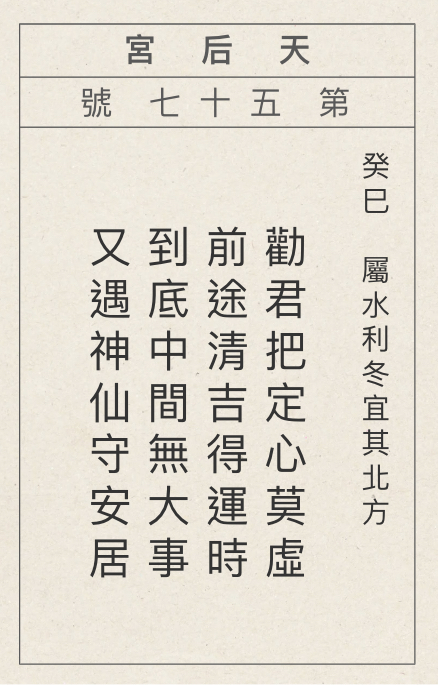 天后宮
第五十七號
癸巳 屬水利冬宜其北方
勸君把定心莫虛
前途清吉得運時
到底中間無大事
又遇神仙守安居